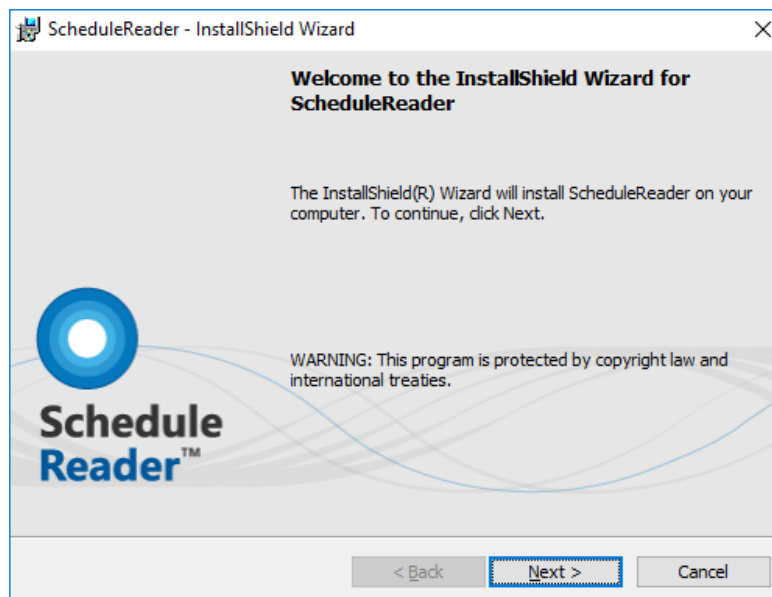 ScheduleReader - InstallShield Wizard
Welcome to the InstallShield Wizard for
ScheduleReader
The InstallShield(R) Wizard will install ScheduleReader on your
computer. To continue, click Next.
WARNING: This program is protected by copyright law and
international treaties.
Schedule
Reader™
< Back
Next >
Cancel